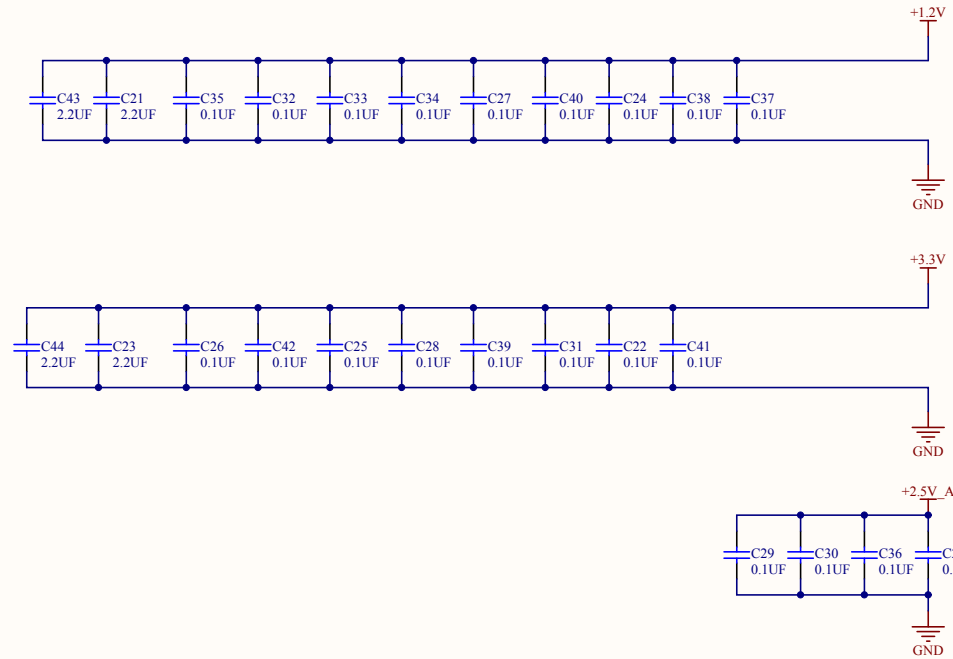 +1.2V
C43 C21 C35 C32 C33 C34 C27 C40 C24 C38 C37
2.2UF 2.2UF 0.1UF 0.1UF 0.1UF 0.1UF 0.1UF 0.1UF 0.1UF 0.1UF 0.1UF
GND
+3.3V
C44 C23 C26 C42 C25 C28 C39 C31 C22 C41
2.2UF 2.2UF 0.1UF 0.1UF 0.1UF 0.1UF 0.1UF 0.1UF 0.1UF 0.1UF
GND
+2.5V_A
C29 C30 C36
0.1UF 0.1UF 0.1UF 0.
GND